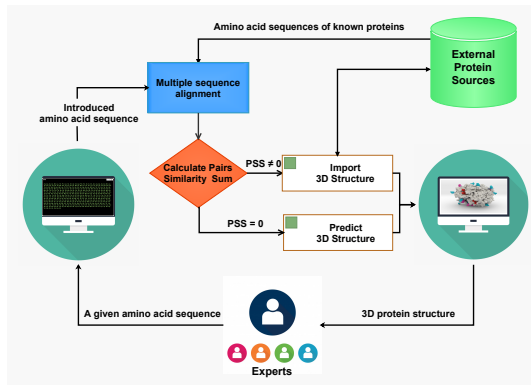 Amino acid sequences of known proteins
External
Protein
Sources
Multiple sequence
alignment
Introduced
amino acid sequence
Calculate Pairs
Similarity Sum
PSS ≠ 0
Import
3D Structure
PSS = 0
Predict
3D Structure
A given amino acid sequence
3D protein structure
Experts